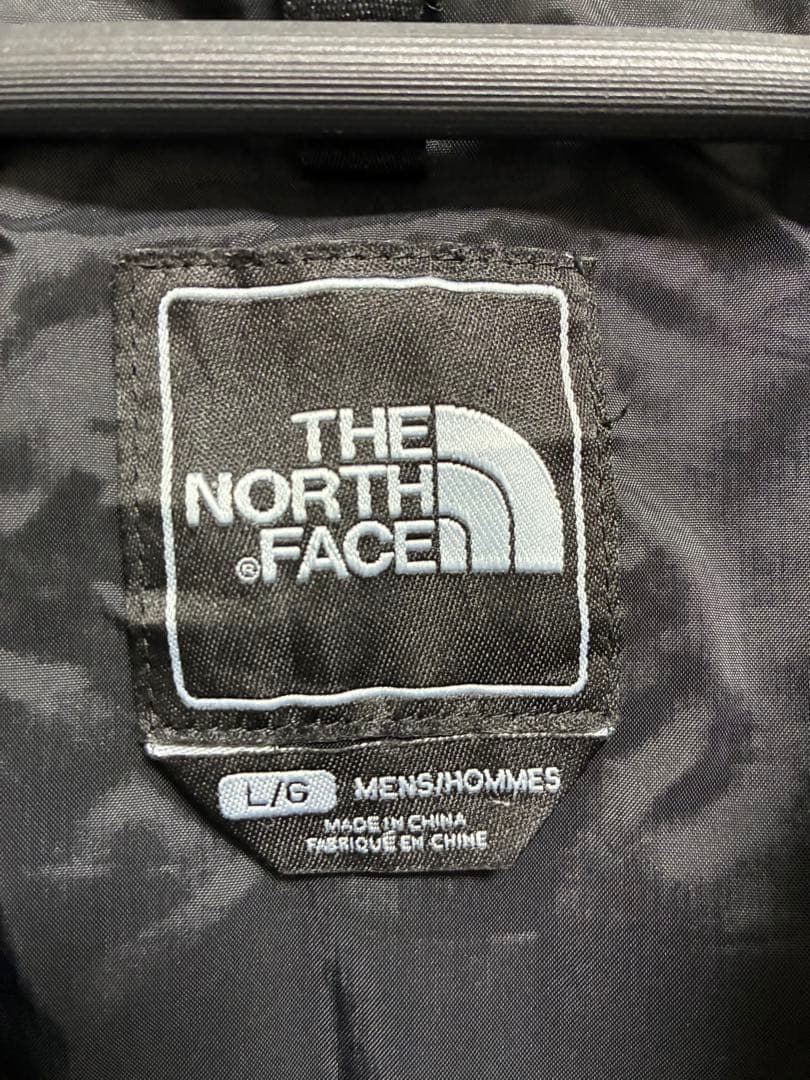 THE
NORTH
®FACE
L/G MENS/HOMMES
MADE IN CHINA
FABRIQUÉ EN CHINE